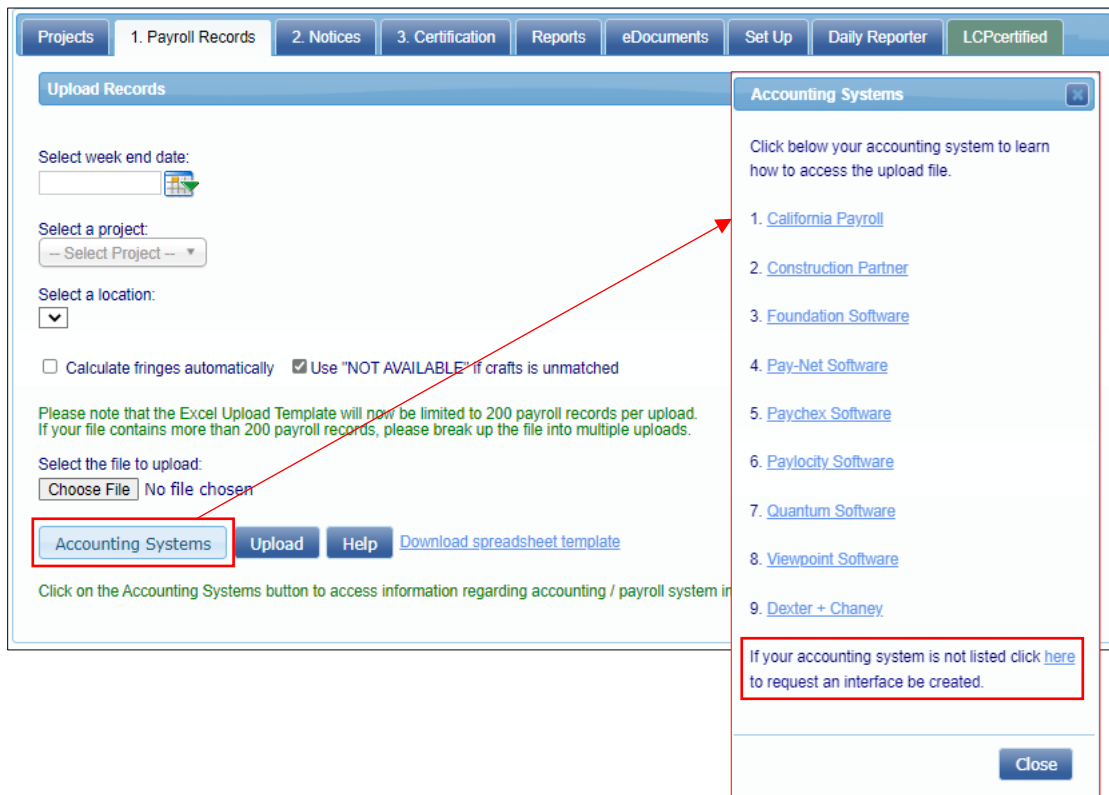 Projects
1. Payroll Records
2. Notices
3. Certification
Reports
eDocuments
Set Up
Daily Reporter
LCPcertified
Upload Records
Select week end date:
Select a project:
-- Select Project --
Select a location:
Calculate fringes automatically
Use "NOT AVAILABLE" if crafts is unmatched
Please note that the Excel Upload Template will now be limited to 200 payroll records per upload.
If your file contains more than 200 payroll records, please break up the file into multiple uploads.
Select the file to upload:
Choose File No file chosen
Accounting Systems
Upload
Help
Download spreadsheet template
Click on the Accounting Systems button to access information regarding accounting / payroll system in
Accounting Systems
Click below your accounting system to learn
how to access the upload file.
1. California Payroll
2. Construction Partner
3. Foundation Software
4. Pay-Net Software
5. Paychex Software
6. Paylocity Software
7. Quantum Software
8. Viewpoint Software
9. Dexter + Chaney
If your accounting system is not listed click here
to request an interface be created.
Close